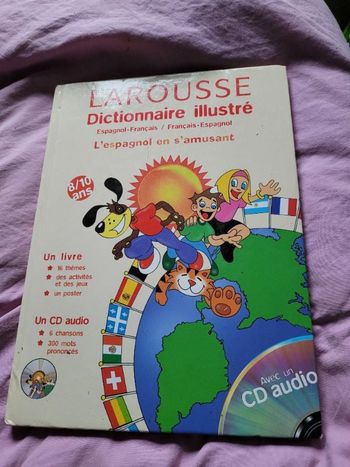 LAROUSSE
Dictionnaire illustré
Espagnol-Français / Français-Espagnol
L'espagnol en s'amusant
8/10
ans
Un livre
16 thèmes
des activités
et des jeux
un poster
Un CD audio
6 chansons
300 mots
prononcés
Avec un
CD audio